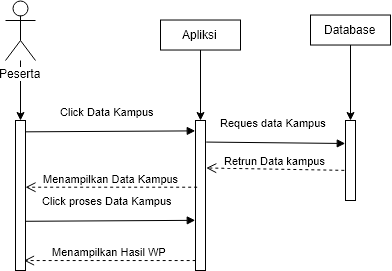 Database
Apliksi
Peserta
Click Data Kampus
Reques data Kampus
Retrun Data kampus
Menampilkan Data Kampus
Click proses Data Kampus
Menampilkan Hasil WP